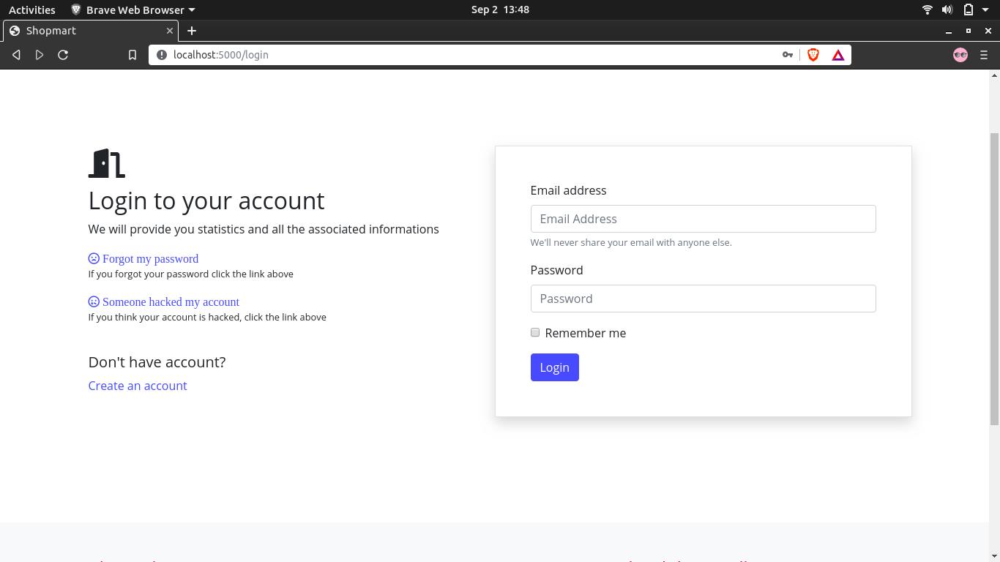 Activities
Brave Web Browser
Sep 2 13:48
Shopmart
localhost:5000/login
Login to your account
We will provide you statistics and all the associated informations
Forgot my password
If you forgot your password click the link above
Someone hacked my account
If you think your account is hacked, click the link above
Don't have account?
Create an account
Email address
Email Address
We'll never share your email with anyone else.
Password
Password
Remember me
Login